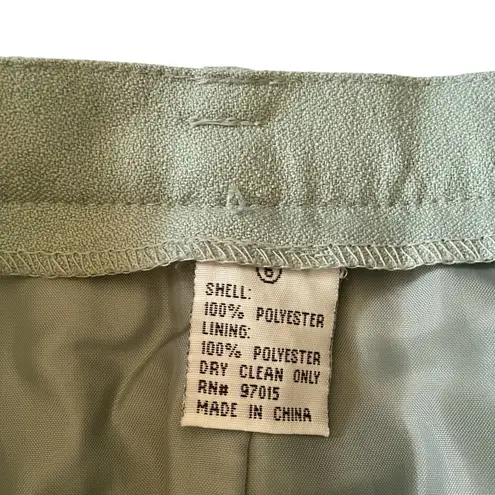 6
SHELL:
100% POLYESTER
LINING:
100% POLYESTER
DRY CLEAN ONLY
RN# 97015
MADE IN CHINA